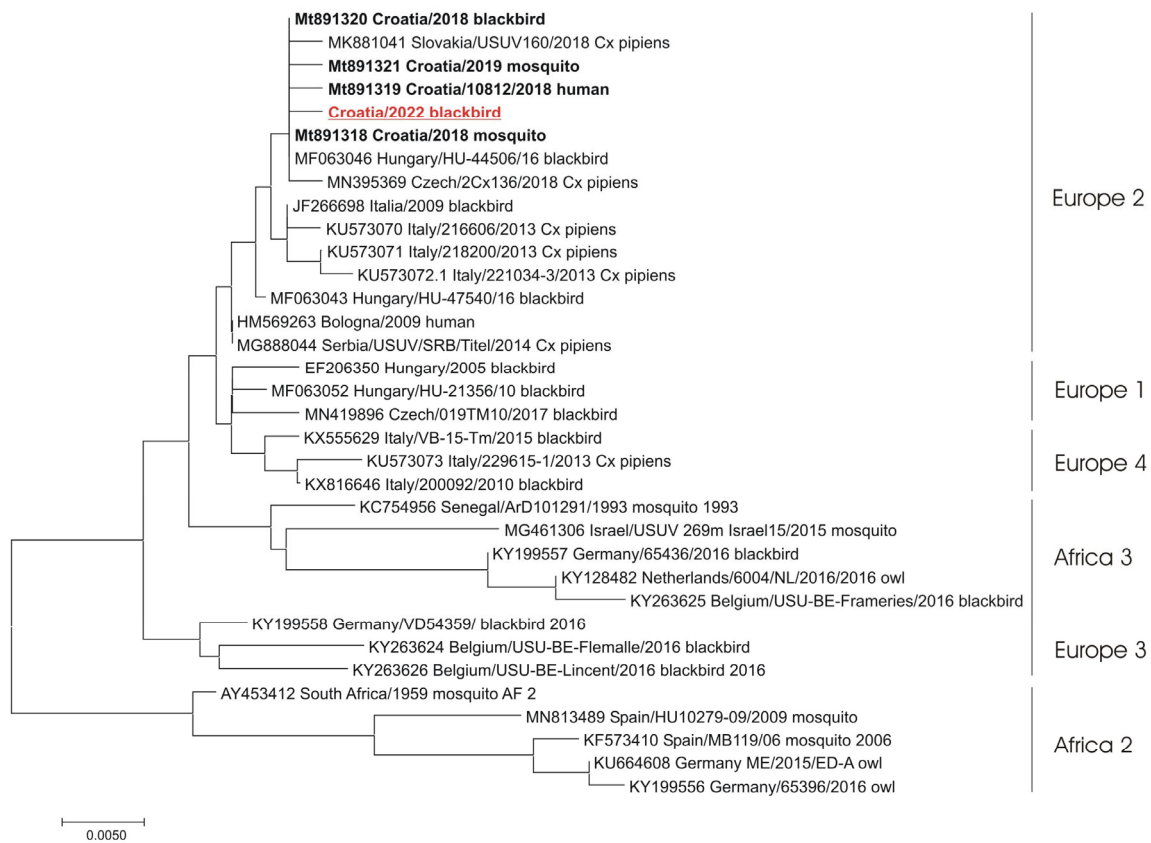 Mt891320 Croatia/2018 blackbird
MK881041 Slovakia/USUV160/2018 Cx pipiens
Mt891321 Croatia/2019 mosquito
Mt891319 Croatia/10812/2018 human
Croatia/2022 blackbird
Mt891318 Croatia/2018 mosquito
MF063046 Hungary/HU-44506/16 blackbird
MN395369 Czech/2Cx136/2018 Cx pipiens
JF266698 Italia/2009 blackbird
KU573070 Italy/216606/2013 Cx pipiens
KU573071 Italy/218200/2013 Cx pipiens
KU573072.1 Italy/221034-3/2013 Cx pipiens
MF063043 Hungary/HU-47540/16 blackbird
HM569263 Bologna/2009 human
MG888044 Serbia/USUV/SRB/Titel/2014 Cx pipiens
Europe 2
EF206350 Hungary/2005 blackbird
MF063052 Hungary/HU-21356/10 blackbird
MN419896 Czech/019TM10/2017 blackbird
Europe 1
KX555629 Italy/VB-15-Tm/2015 blackbird
KU573073 Italy/229615-1/2013 Cx pipiens
KX816646 Italy/200092/2010 blackbird
Europe 4
KC754956 Senegal/ArD101291/1993 mosquito 1993
MG461306 Israel/USUV 269m Israel15/2015 mosquito
KY199557 Germany/65436/2016 blackbird
KY128482 Netherlands/6004/NL/2016/2016 owl
KY263625 Belgium/USU-BE-Frameries/2016 blackbird
Africa 3
KY199558 Germany/VD54359/ blackbird 2016
KY263624 Belgium/USU-BE-Flemalle/2016 blackbird
KY263626 Belgium/USU-BE-Lincent/2016 blackbird 2016
Europe 3
AY453412 South Africa/1959 mosquito AF 2
MN813489 Spain/HU10279-09/2009 mosquito
KF573410 Spain/MB119/06 mosquito 2006
KU664608 Germany ME/2015/ED-A owl
KY199556 Germany/65396/2016 owl
Africa 2
0.0050